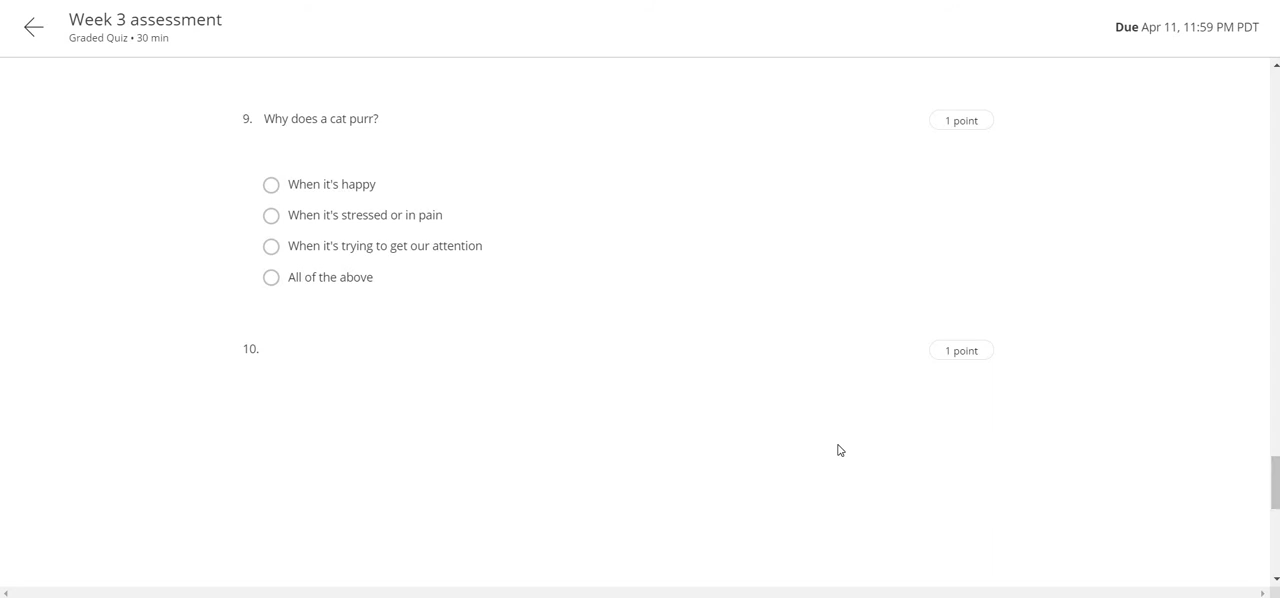 Week 3 assessment
Graded Quiz • 30 min
Due Apr 11, 11:59 PM PDT
9. Why does a cat purr?
1 point
When it's happy
When it's stressed or in pain
When it's trying to get our attention
All of the above
10.
1 point